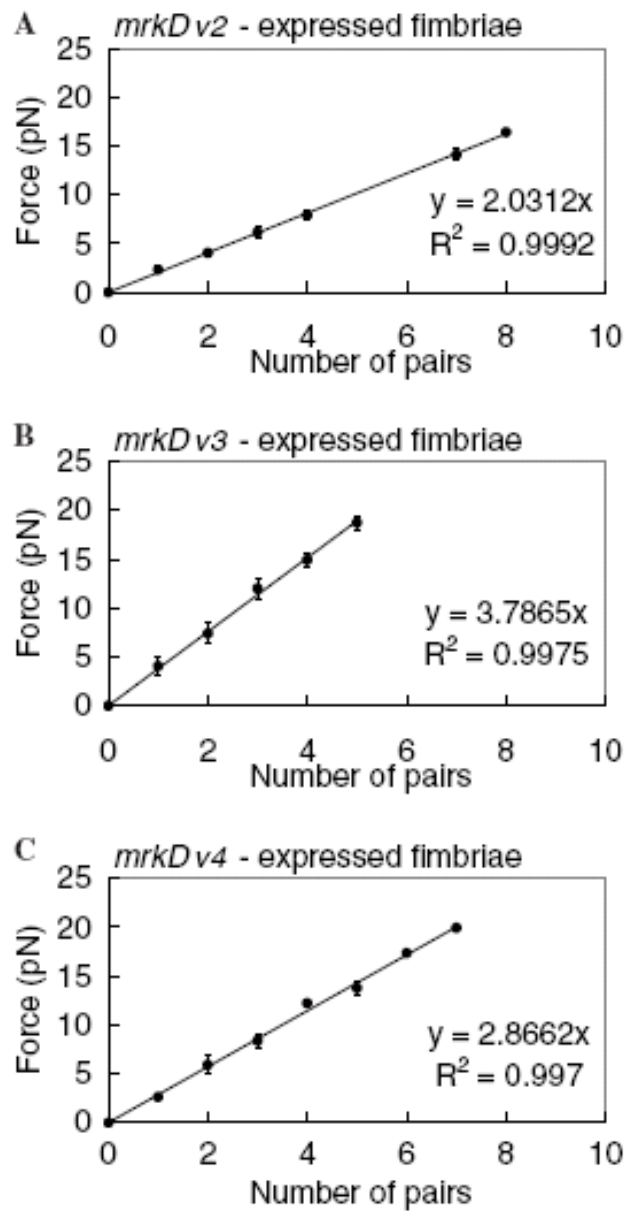 A mrkD v2 - expressed fimbriae
25
20
15
10
5
0
Force (pN)
y = 2.0312x
R² = 0.9992
0 2 4 6 8 10
Number of pairs
B mrkD v3 - expressed fimbriae
25
20
15
10
5
0
Force (pN)
y = 3.7865x
R² = 0.9975
0 2 4 6 8 10
Number of pairs
C mrkD v4 - expressed fimbriae
25
20
15
10
5
0
Force (pN)
y = 2.8662x
R² = 0.997
0 2 4 6 8 10
Number of pairs